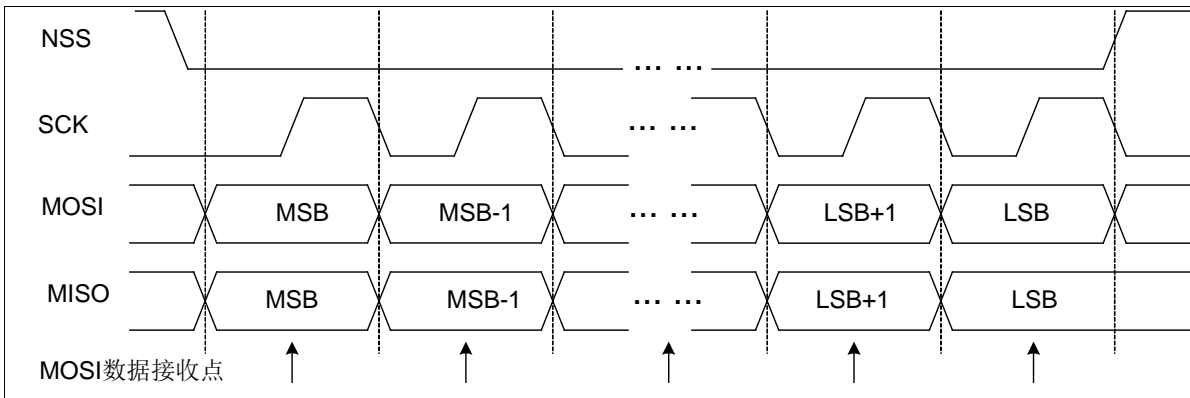 NSS
... ...
SCK
... ...
MOSI MSB MSB-1 ... ... LSB+1 LSB
MISO MSB MSB-1 ... ... LSB+1 LSB
MOSI数据接收点